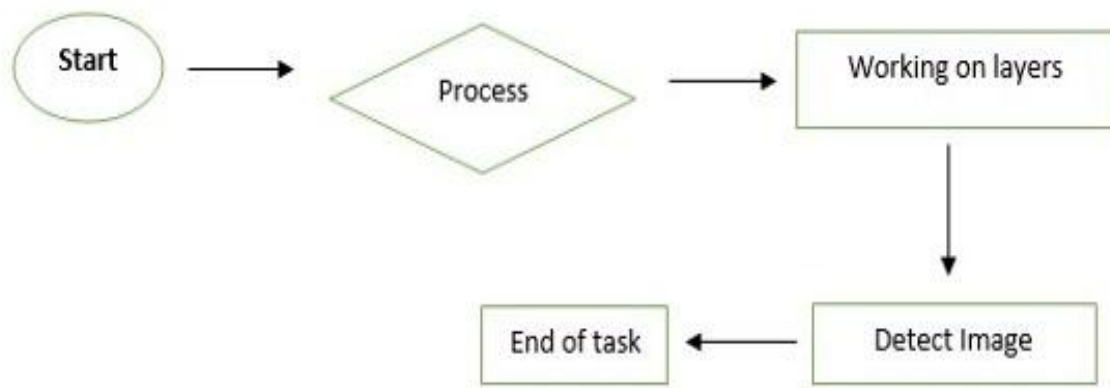 Start
Process
Working on layers
Detect Image
End of task